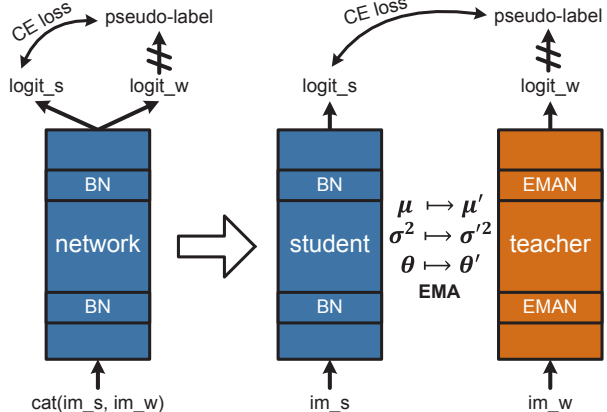 CE loss
pseudo-label
logit_s
logit_w
BN
network
BN
cat(im_s, im_w)
CE loss
pseudo-label
logit_s
logit_w
BN
student
BN
im_s
μ ↦ μ′
σ² ↦ σ′²
θ ↦ θ′
EMA
EMAN
teacher
EMAN
im_w